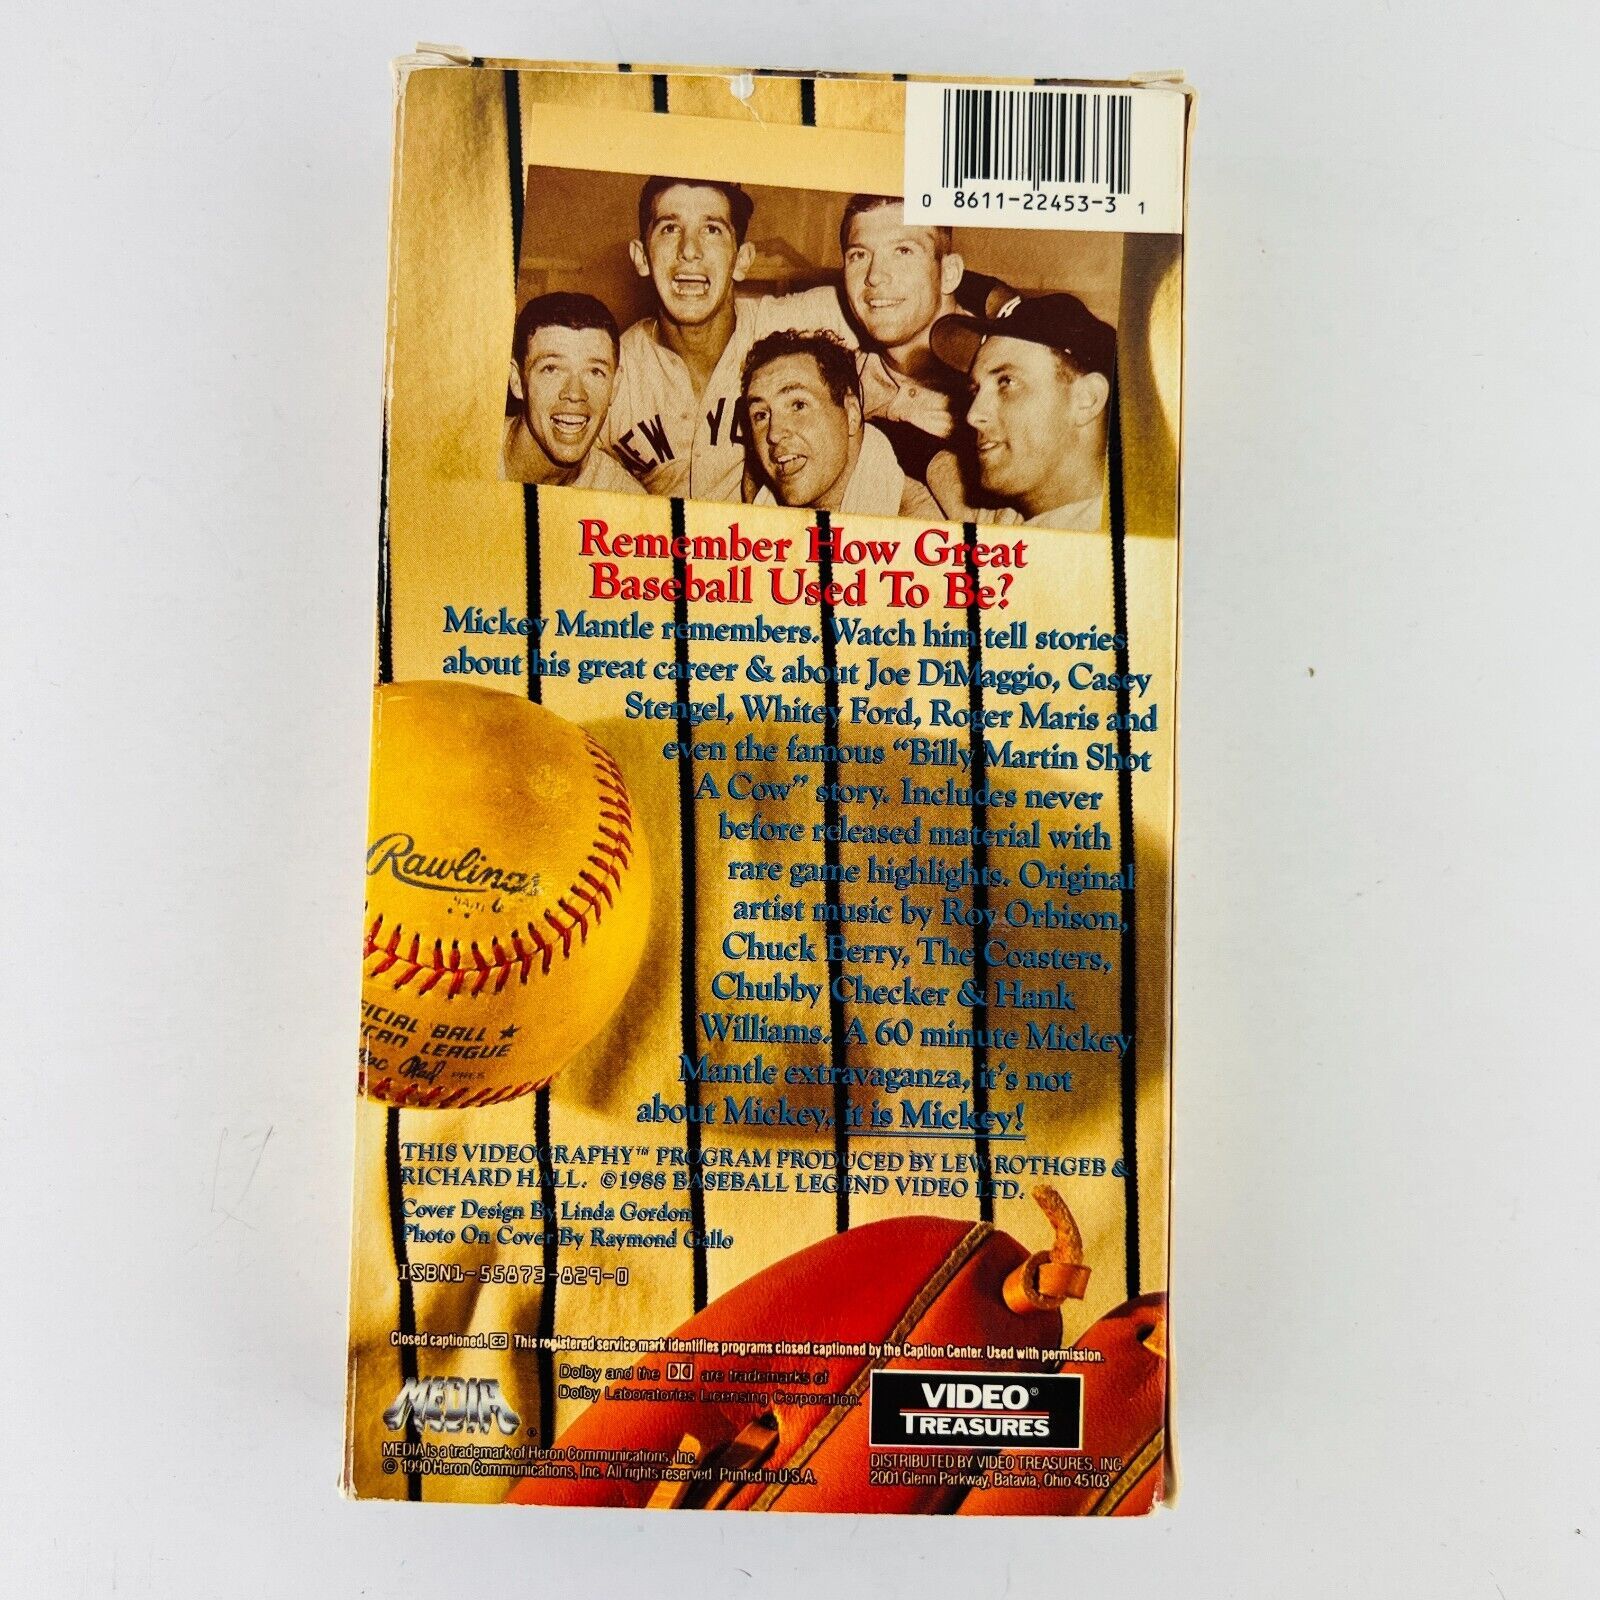 0 8611-22453-3 1
NEW YO
Remember How Great
Baseball Used To Be?
Mickey Mantle remembers. Watch him tell stories
about his great career & about Joe DiMaggio, Casey
Stengel, Whitey Ford, Roger Maris and
even the famous “Billy Martin Shot
A Cow” story. Includes never
before released material with
rare game highlights. Original
artist music by Roy Orbison,
Chuck Berry, The Coasters,
Chubby Checker & Hank
Williams. A 60 minute Mickey
Mantle extravaganza, it's not
about Mickey, it is Mickey!
Rawlings
ICIAL BALL
ICAN LEAGUE
PRES
THIS VIDEOGRAPHY™ PROGRAM PRODUCED BY LEW ROTHGEB &
RICHARD HALL. ©1988 BASEBALL LEGEND VIDEO LTD.
Cover Design By Linda Gordon
Photo On Cover By Raymond Gallo
ISBN1-55873-829-0
Closed captioned. CC This registered service mark identifies programs closed captioned by the Caption Center. Used with permission.
Dolby and the are trademarks of
Dolby Laboratories Licensing Corporation.
MEDIA®
MEDIA is a trademark of Heron Communications, Inc.
© 1990 Heron Communications, Inc. All rights reserved. Printed in U.S.A.
VIDEO®
TREASURES
DISTRIBUTED BY VIDEO TREASURES, INC.
2001 Glenn Parkway, Batavia, Ohio 45103